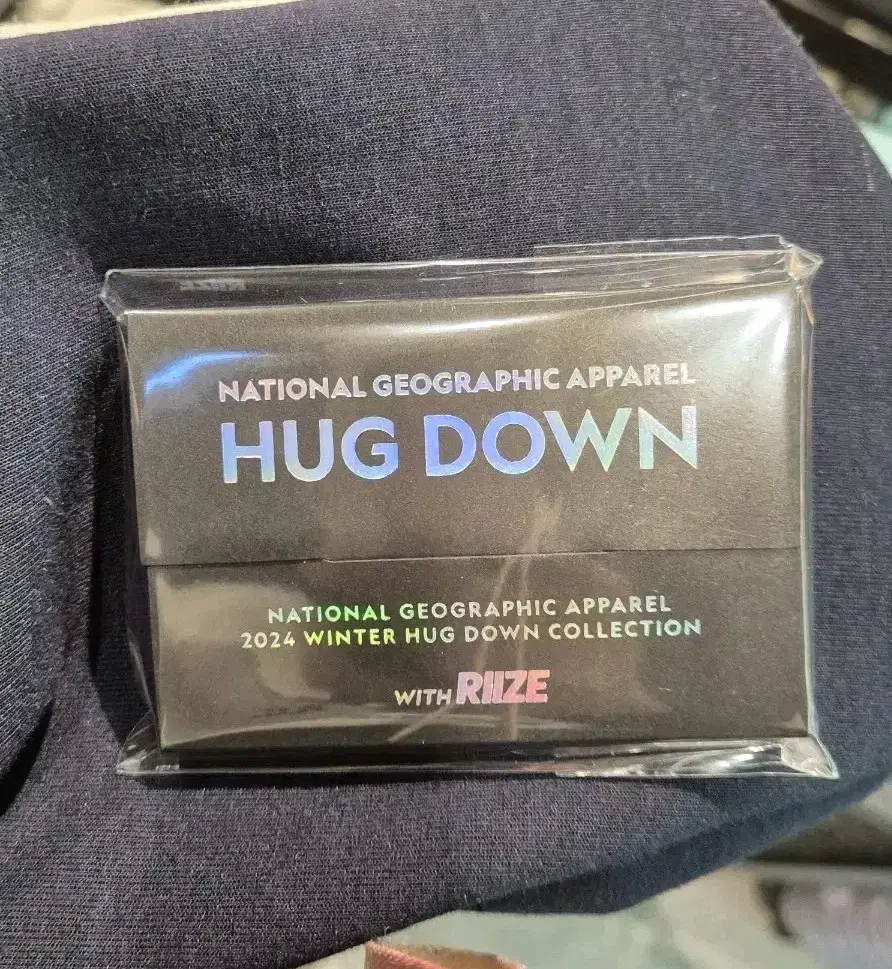 NATIONAL GEOGRAPHIC APPAREL
HUG DOWN
NATIONAL GEOGRAPHIC APPAREL
2024 WINTER HUG DOWN COLLECTION
WITH RIIZE